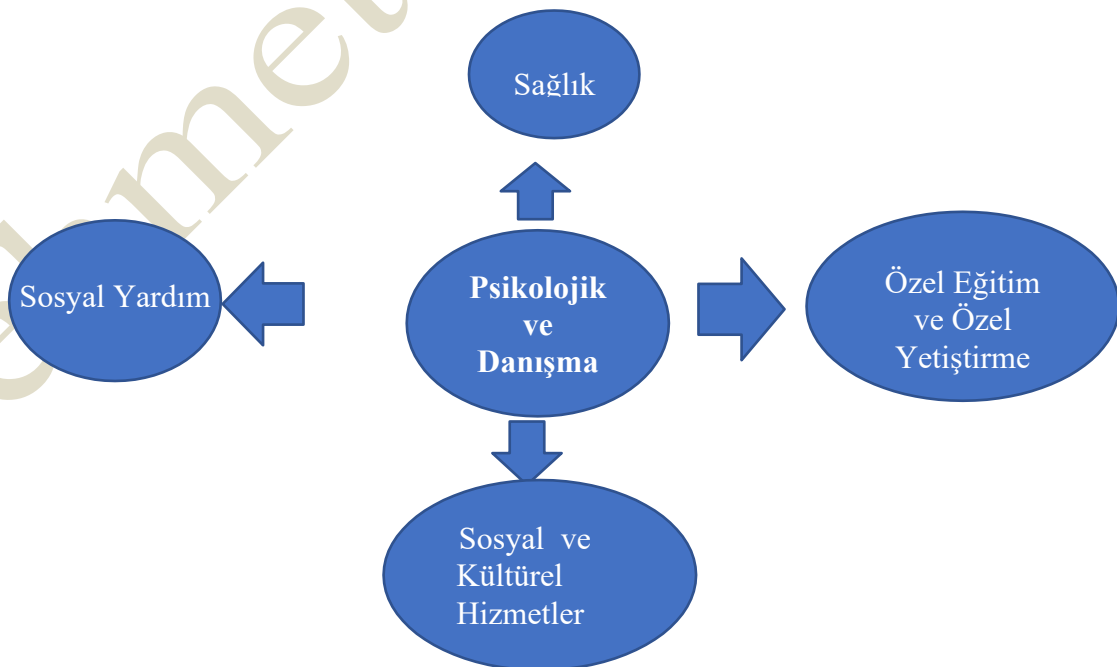 Sağlık
Sosyal Yardım
Psikolojik
ve
Danışma
Özel Eğitim
ve Özel
Yetiştirme
Sosyal ve
Kültürel
Hizmetler